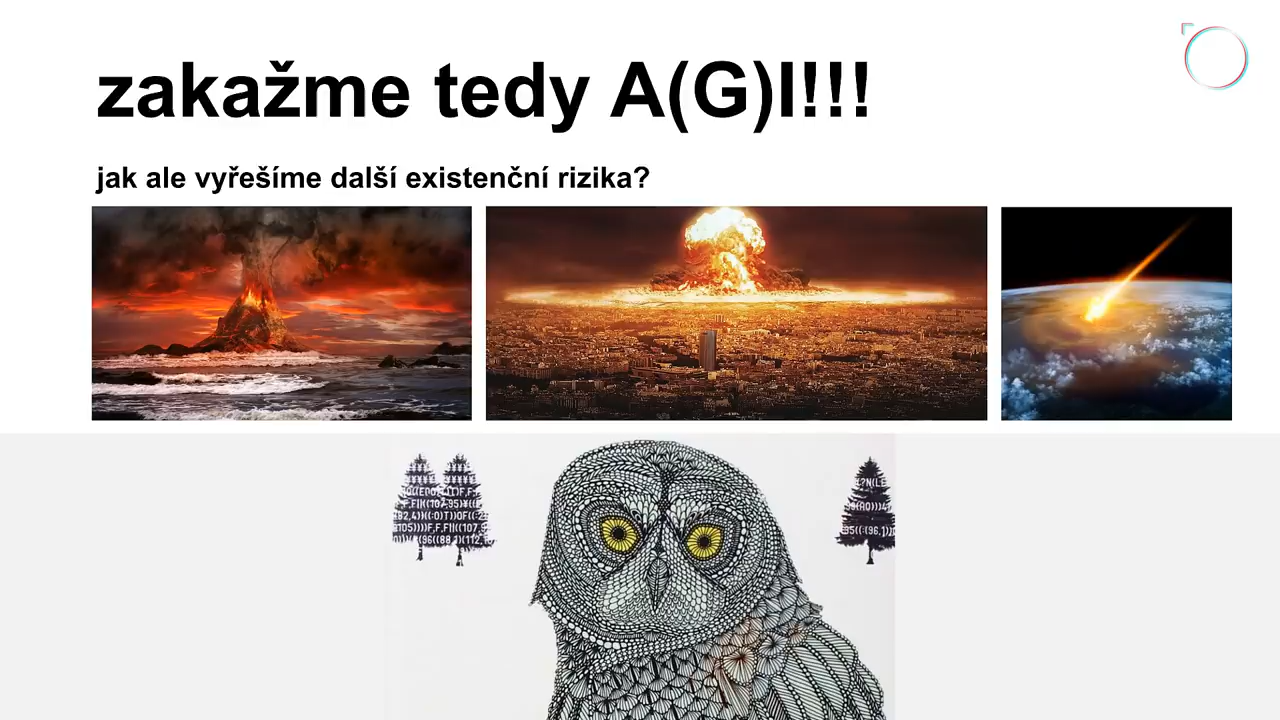 zakažme tedy A(G)I!!!
jak ale vyřešíme další existenční rizika?